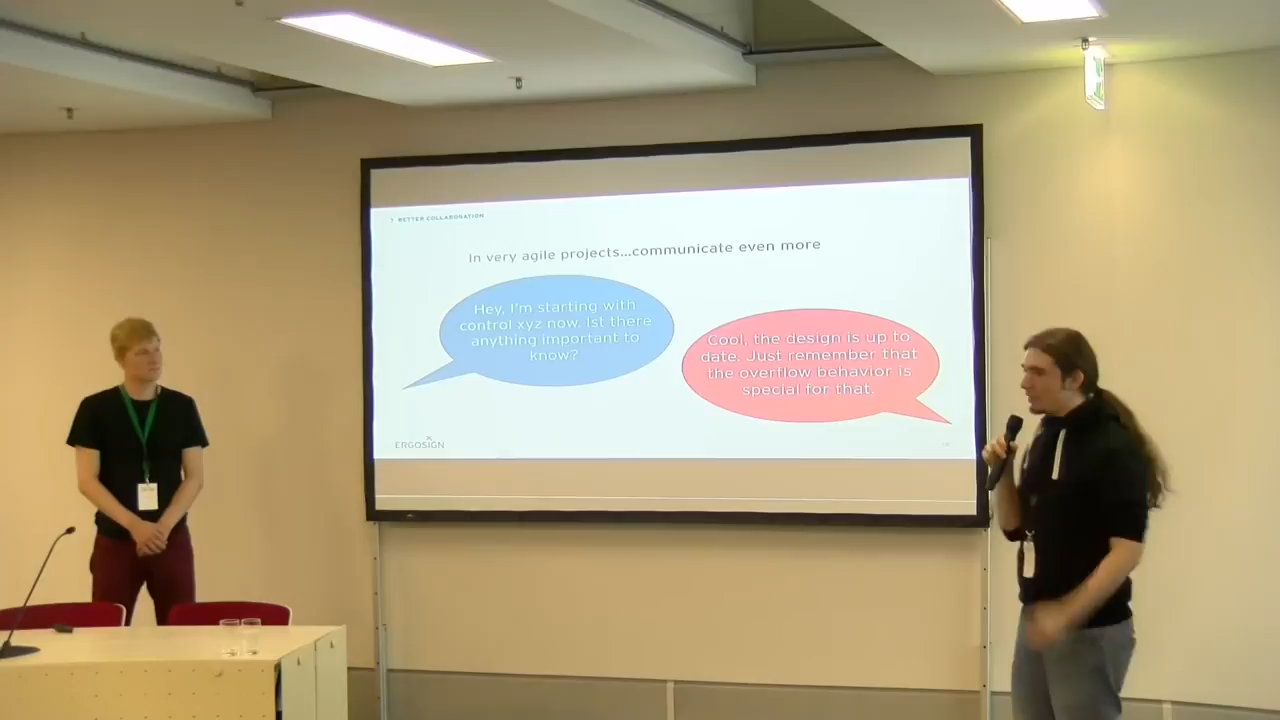 > BETTER COLLABORATION
In very agile projects...communicate even more
Hey, I'm starting with
control xyz now. Ist there
anything important to
know?
Cool, the design is up to
date. Just remember that
the overflow behavior is
special for that.
ERGOSIGN